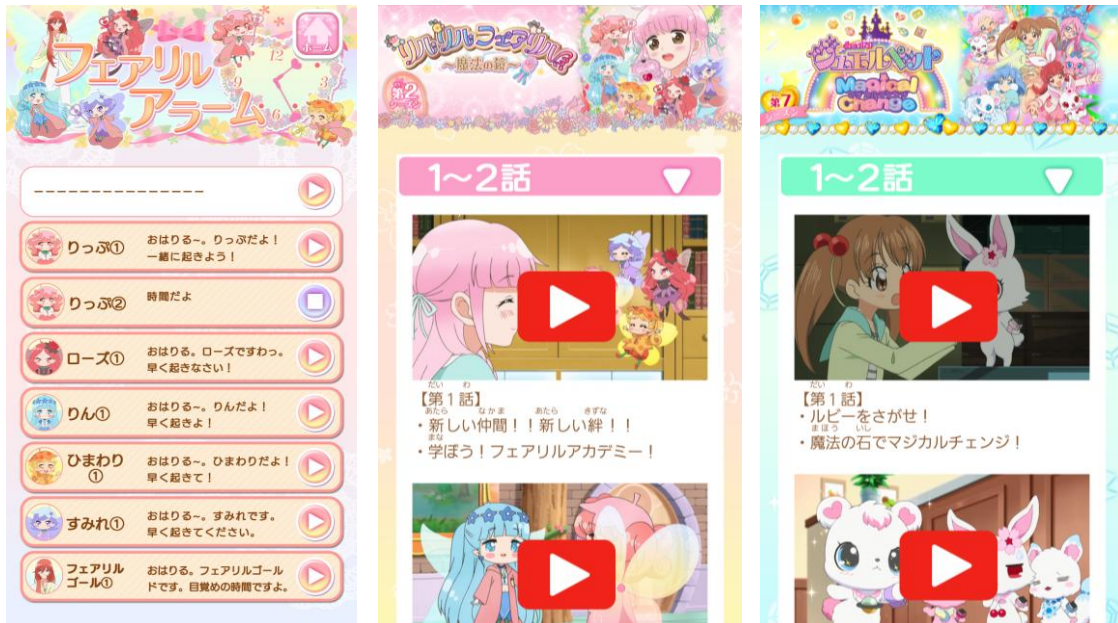 フェアリル
アラーム
ホーム
12
3
6
9
---------------
りっぷ①
おはりる~。りっぷだよ!
一緒に起きよう!
りっぷ②
時間だよ
ローズ①
おはりる。ローズですわっ。
早く起きなさい!
りん①
おはりる~。りんだよ!
早く起きよ!
ひまわり
①
おはりる~。ひまわりだよ!
早く起きて!
すみれ①
おはりる~。すみれです。
早く起きてください。
フェアリル
ゴール①
おはりる。フェアリルゴール
ドです。目覚めの時間ですよ。
リルリルフェアリル
~魔法の鏡~
第2
シーズン
1~2話
だい わ
【第1話】
あたら なかま あたら きずな
・新しい仲間!!新しい絆!!
まな
・学ぼう!フェアリルアカデミー!
ジュエルペット
Magical
Change
第7
1~2話
だい わ
【第1話】
・ルビーをさがせ!
まほう いし
・魔法の石でマジカルチェンジ!